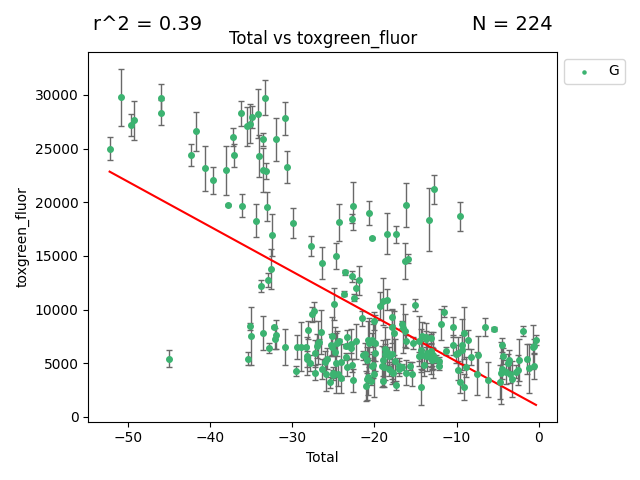 r^2 = 0.39
N = 224
Total vs toxgreen_fluor
G
30000
25000
20000
15000
10000
5000
0
toxgreen_fluor
−50
−40
−30
−20
−10
0
Total